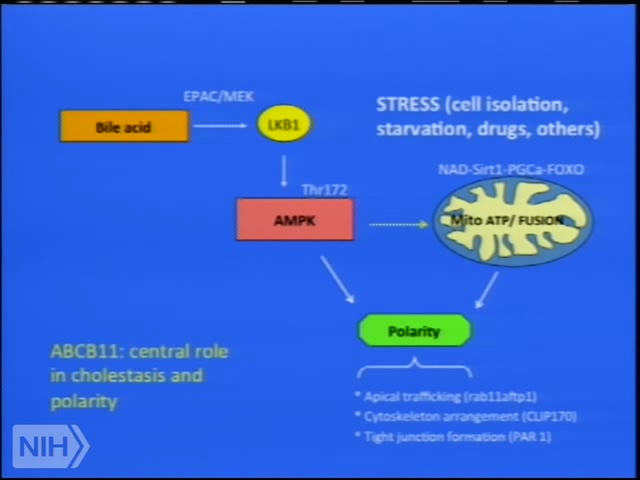 EPAC/MEK
Bile acid
LKB1
STRESS (cell isolation,
starvation, drugs, others)
NAD-Sirt1-PGCa-FOXO
Thr172
AMPK
Mito ATP/ FUSION
Polarity
ABCB11: central role
in cholestasis and
polarity
* Apical trafficking (rab11aftp1)
* Cytoskeleton arrangement (CLIP170)
* Tight junction formation (PAR 1)
NIH